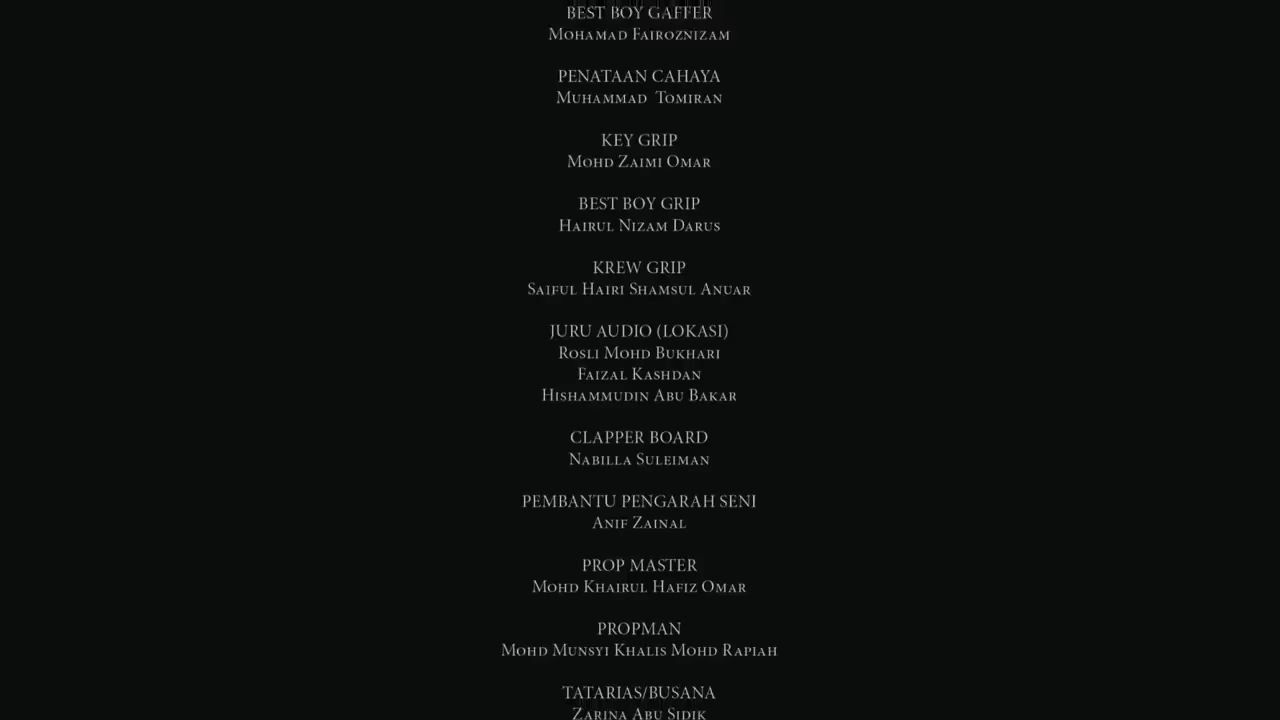 BEST BOY GAFFER
Mohamad Fairoznizam
PENATAAN CAHAYA
Muhammad Tomiran
KEY GRIP
Mohd Zaimi Omar
BEST BOY GRIP
Hairul Nizam Darus
KREW GRIP
Saiful Hairi Shamsul Anuar
JURU AUDIO (LOKASI)
Rosli Mohd Bukhari
Faizal Kashdan
Hishammudin Abu Bakar
CLAPPER BOARD
Nabilla Suleiman
PEMBANTU PENGARAH SENI
Anif Zainal
PROP MASTER
Mohd Khairul Hafiz Omar
PROPMAN
Mohd Munsyi Khalis Mohd Rapiah
TATARIAS/BUSANA
Zarina Abu Sidik